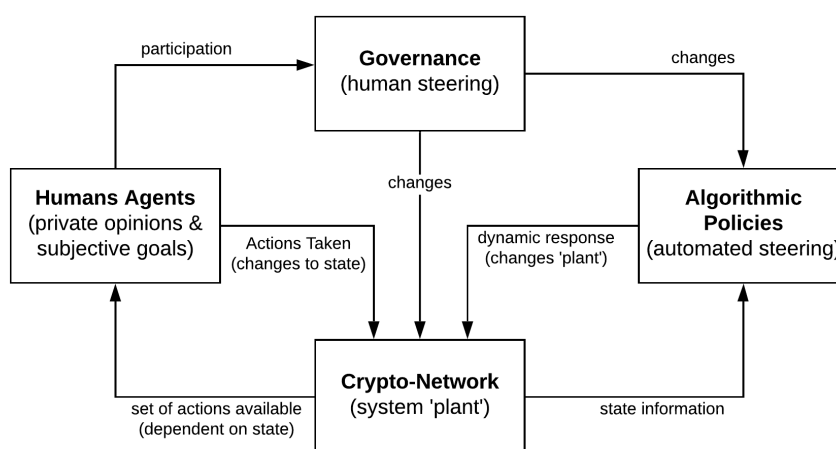 participation
Governance
(human steering)
changes
changes
Humans Agents
(private opinions &
subjective goals)
Algorithmic
Policies
(automated steering)
Actions Taken
(changes to state)
dynamic response
(changes 'plant')
Crypto-Network
(system 'plant')
set of actions available
(dependent on state)
state information